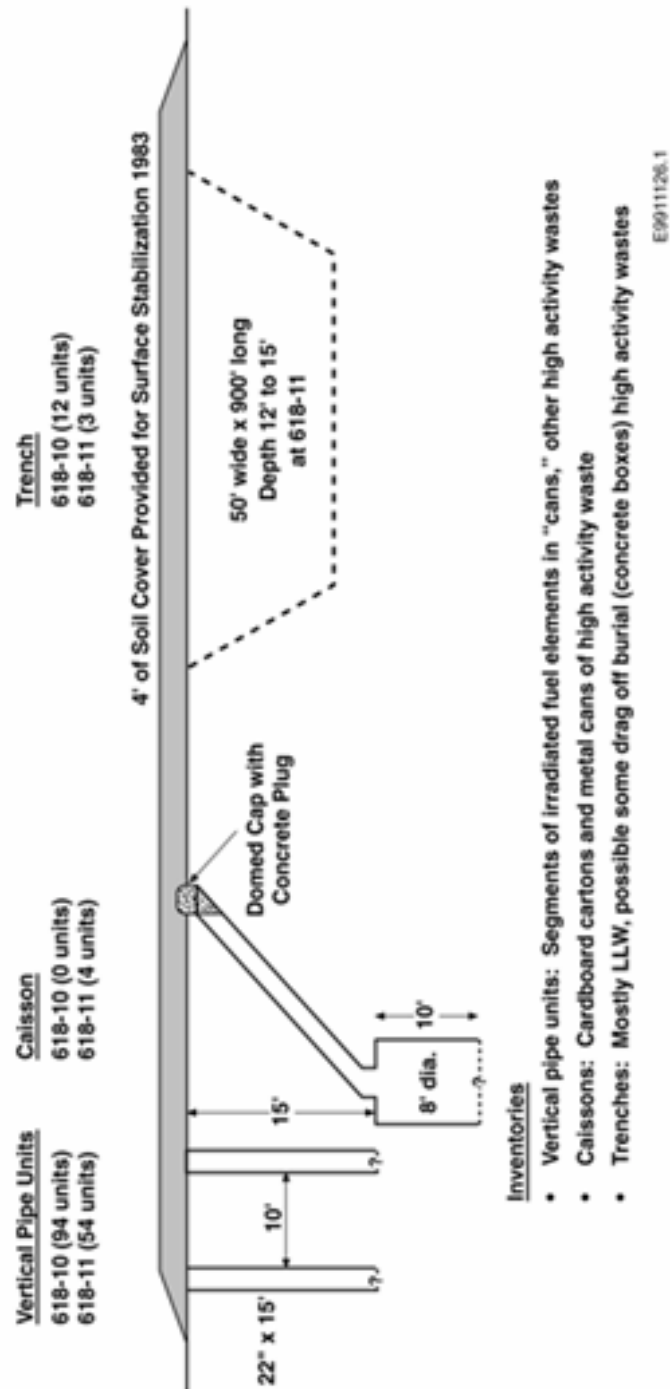 Vertical Pipe Units
618-10 (94 units)
618-11 (54 units)
Caisson
618-10 (0 units)
618-11 (4 units)
Trench
618-10 (12 units)
618-11 (3 units)
4' of Soil Cover Provided for Surface Stabilization 1983
22" x 15'
10'
?
?
15'
8' dia.
10'
?
Domed Cap with
Concrete Plug
50' wide x 900' long
Depth 12' to 15'
at 618-11
Inventories
• Vertical pipe units: Segments of irradiated fuel elements in "cans," other high activity wastes
• Caissons: Cardboard cartons and metal cans of high activity waste
• Trenches: Mostly LLW, possible some drag off burial (concrete boxes) high activity wastes
E9911126.1